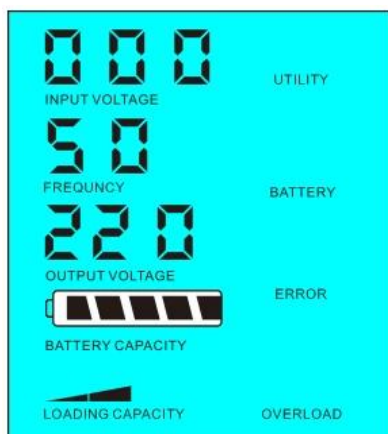 000
UTILITY
INPUT VOLTAGE
50
FREQUNCY
BATTERY
220
OUTPUT VOLTAGE
ERROR
BATTERY CAPACITY
LOADING CAPACITY
OVERLOAD